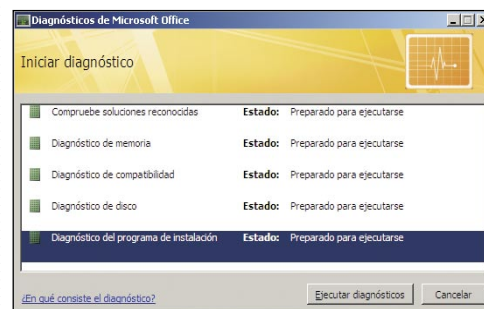 Diagnósticos de Microsoft Office
Iniciar diagnóstico
Compruebe soluciones reconocidas Estado: Preparado para ejecutarse
Diagnóstico de memoria Estado: Preparado para ejecutarse
Diagnóstico de compatibilidad Estado: Preparado para ejecutarse
Diagnóstico de disco Estado: Preparado para ejecutarse
Diagnóstico del programa de instalación Estado: Preparado para ejecutarse
¿En qué consiste el diagnóstico? Ejecutar diagnósticos Cancelar